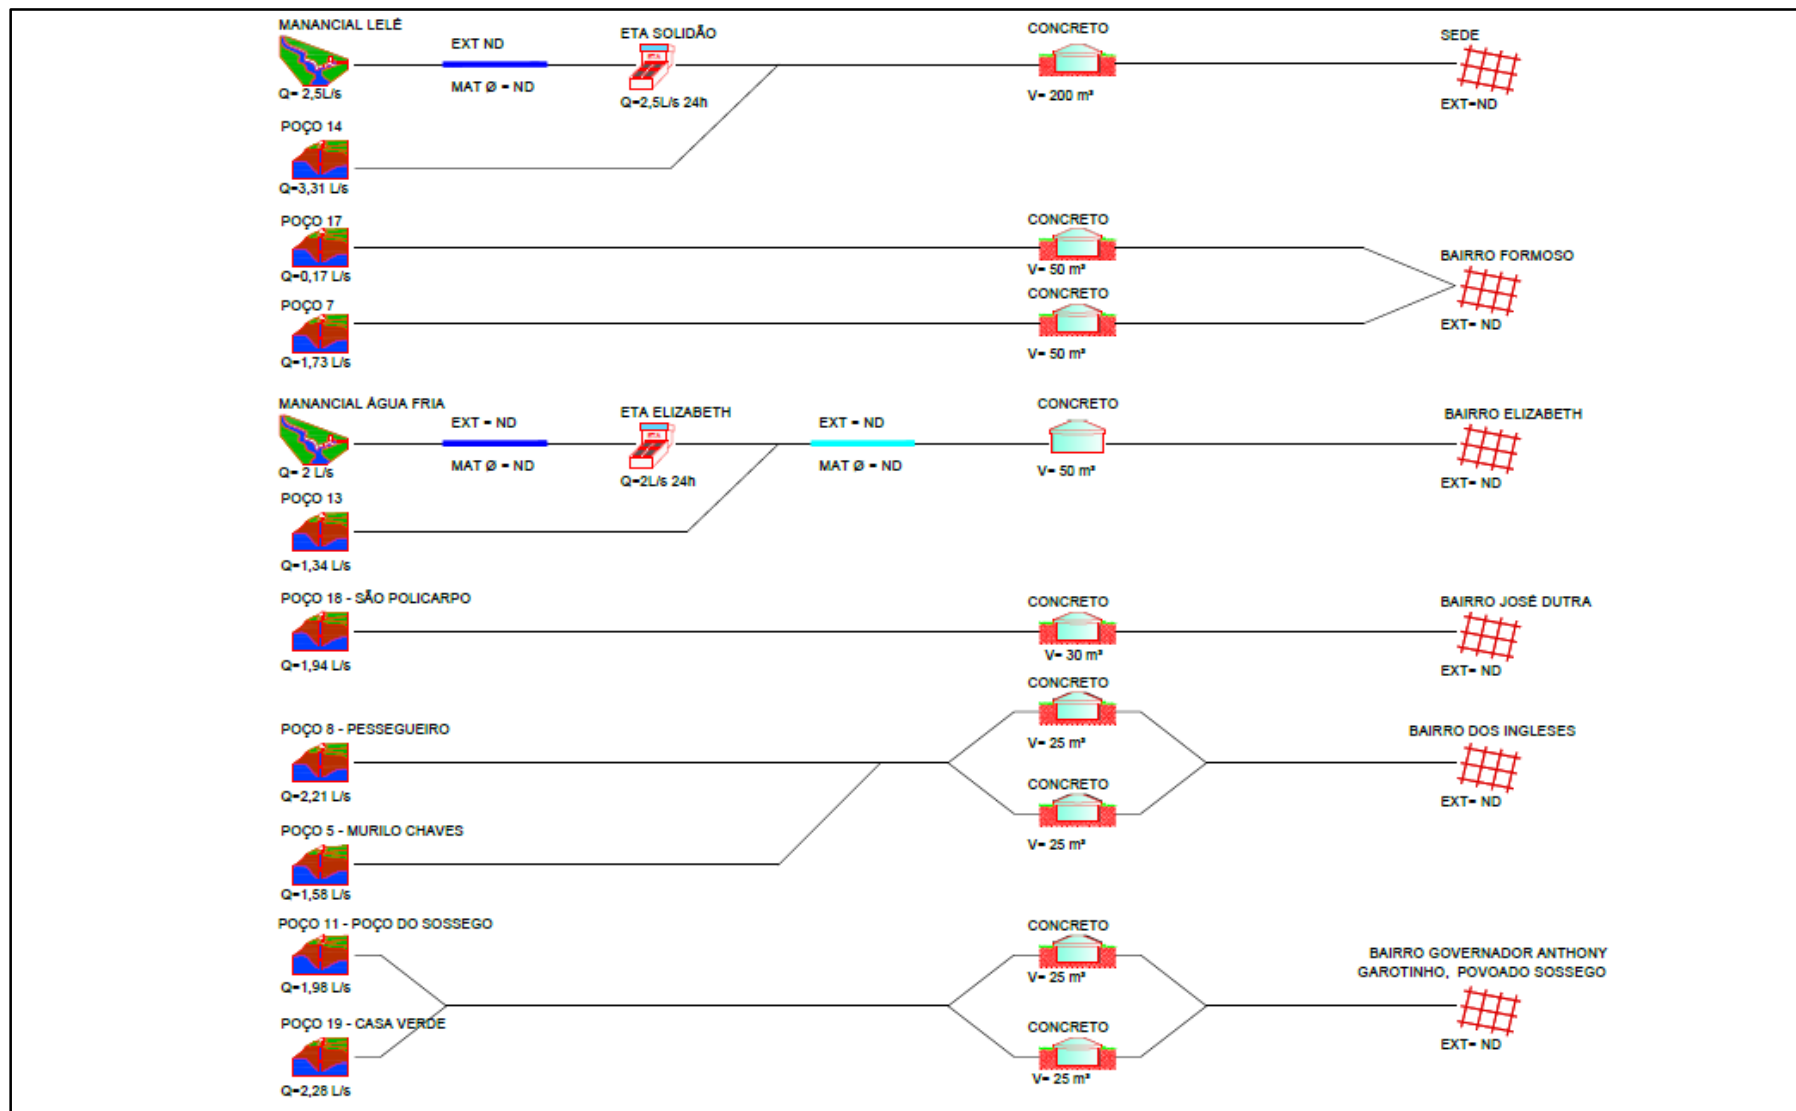 MANANCIAL LELÉ
EXT ND
MAT Ø = ND
Q= 2,5L/s
ETA SOLIDÃO
Q=2,5L/s 24h
CONCRETO
V= 200 m³
SEDE
EXT=ND
POÇO 14
Q=3,31 L/s
POÇO 17
Q=0,17 L/s
CONCRETO
V= 50 m³
POÇO 7
Q=1,73 L/s
CONCRETO
V= 50 m³
BAIRRO FORMOSO
EXT= ND
MANANCIAL ÁGUA FRIA
EXT = ND
MAT Ø = ND
Q= 2 L/s
ETA ELIZABETH
Q=2L/s 24h
EXT = ND
MAT Ø = ND
CONCRETO
V= 50 m³
BAIRRO ELIZABETH
EXT= ND
POÇO 13
Q=1,34 L/s
POÇO 18 - SÃO POLICARPO
Q=1,94 L/s
CONCRETO
V= 30 m³
BAIRRO JOSÉ DUTRA
EXT= ND
POÇO 8 - PESSEGUEIRO
Q=2,21 L/s
CONCRETO
V= 25 m³
CONCRETO
V= 25 m³
BAIRRO DOS INGLESES
EXT= ND
POÇO 5 - MURILO CHAVES
Q=1,58 L/s
POÇO 11 - POÇO DO SOSSEGO
Q=1,98 L/s
CONCRETO
V= 25 m³
BAIRRO GOVERNADOR ANTHONY
GAROTINHO, POVOADO SOSSEGO
EXT= ND
POÇO 19 - CASA VERDE
Q=2,28 L/s
CONCRETO
V= 25 m³